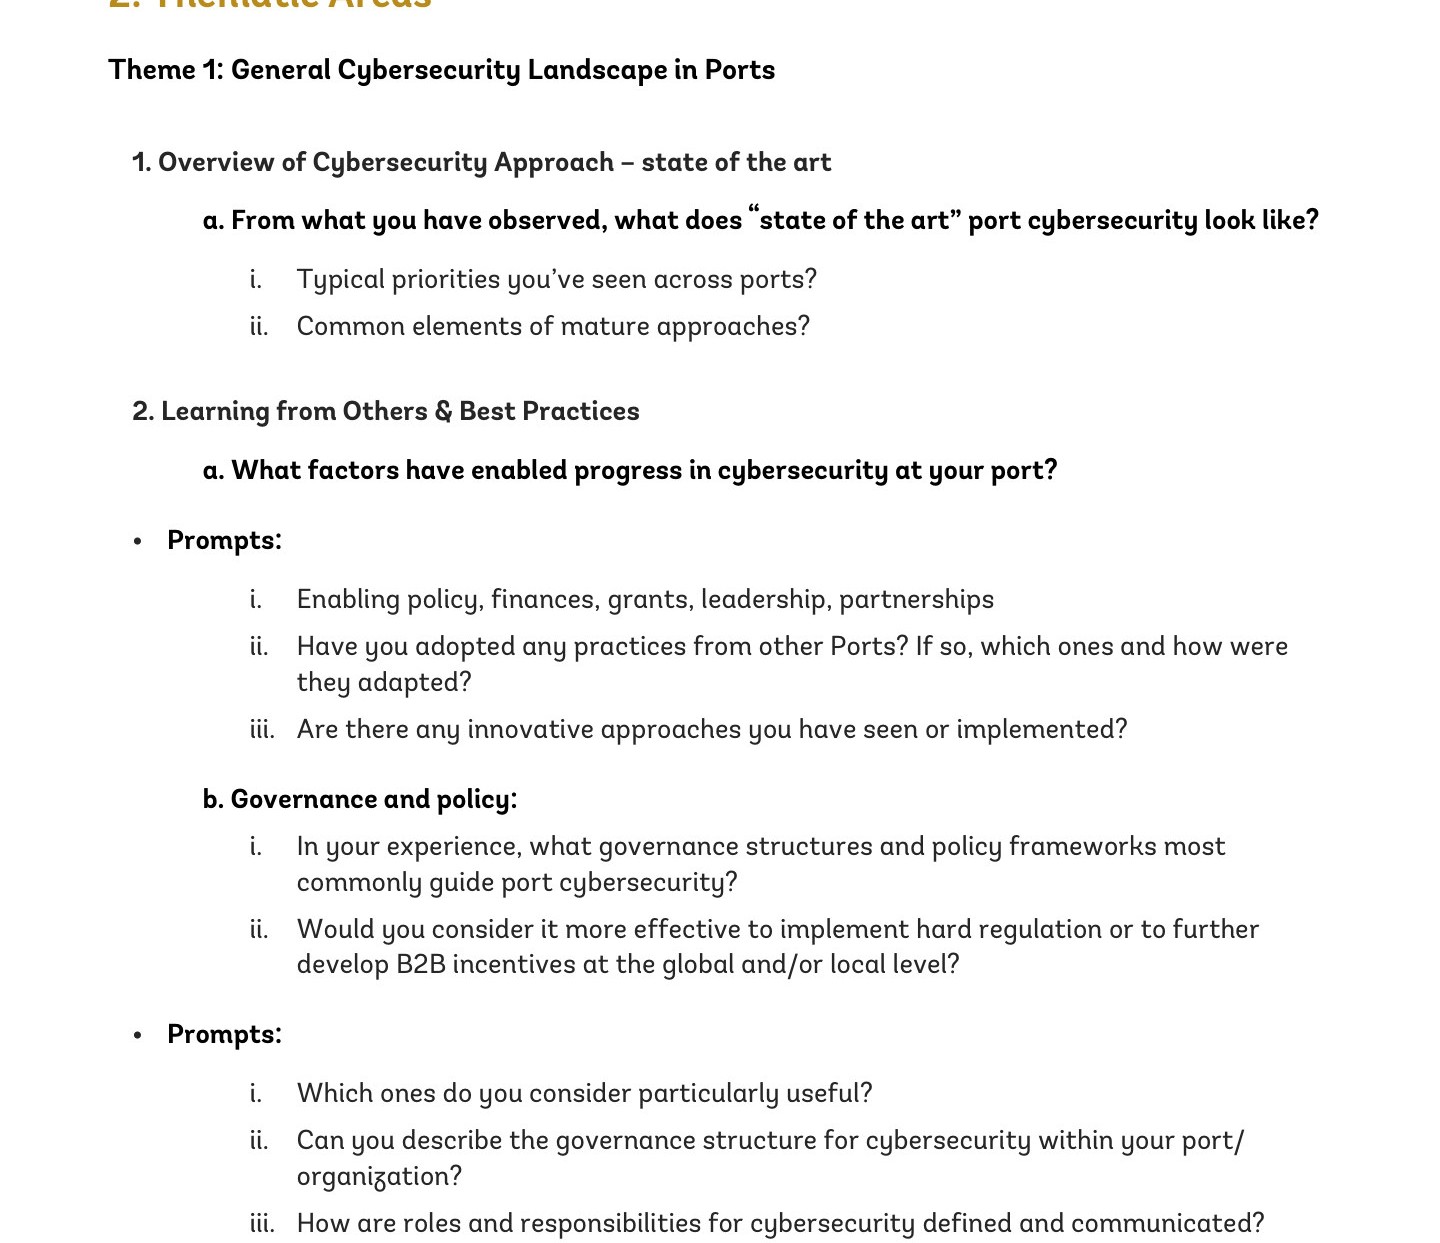 2. Thematic Areas
Theme 1: General Cybersecurity Landscape in Ports
1. Overview of Cybersecurity Approach – state of the art
a. From what you have observed, what does “state of the art” port cybersecurity look like?
i. Typical priorities you’ve seen across ports?
ii. Common elements of mature approaches?
2. Learning from Others & Best Practices
a. What factors have enabled progress in cybersecurity at your port?
• Prompts:
i. Enabling policy, finances, grants, leadership, partnerships
ii. Have you adopted any practices from other Ports? If so, which ones and how were
they adapted?
iii. Are there any innovative approaches you have seen or implemented?
b. Governance and policy:
i. In your experience, what governance structures and policy frameworks most
commonly guide port cybersecurity?
ii. Would you consider it more effective to implement hard regulation or to further
develop B2B incentives at the global and/or local level?
• Prompts:
i. Which ones do you consider particularly useful?
ii. Can you describe the governance structure for cybersecurity within your port/
organization?
iii. How are roles and responsibilities for cybersecurity defined and communicated?